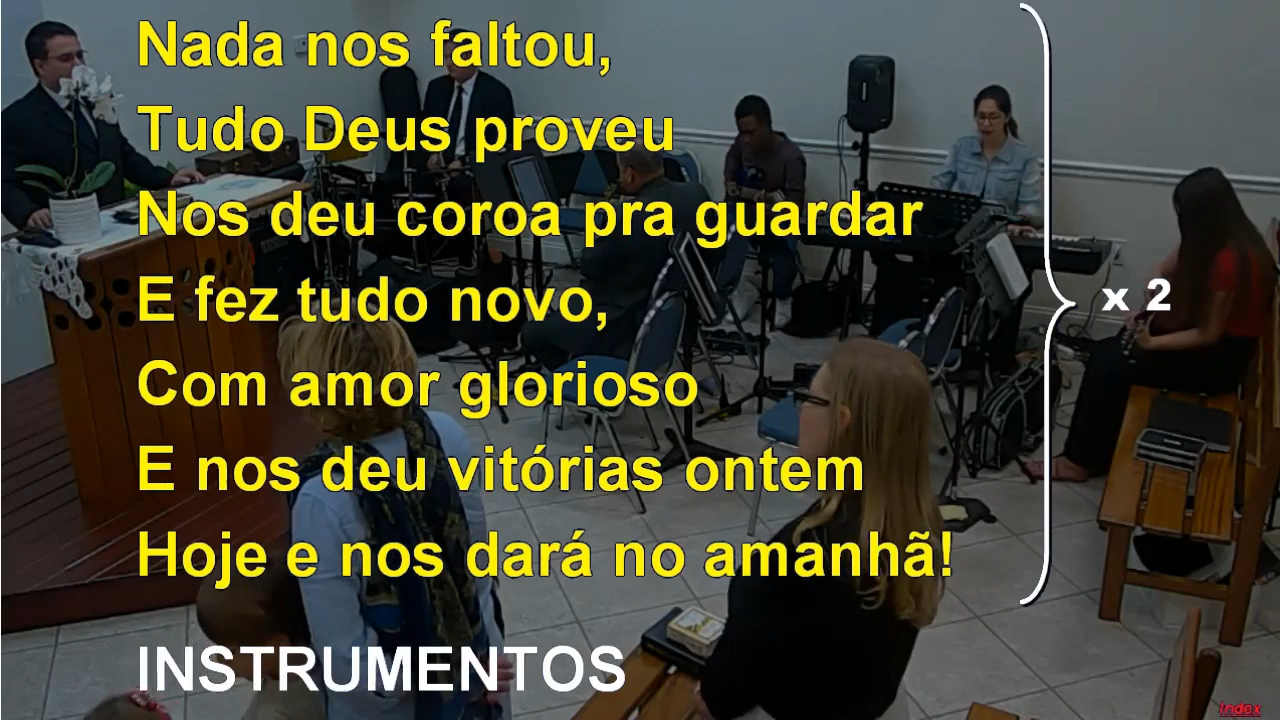 Nada nos faltou,
Tudo Deus proveu
Nos deu coroa pra guardar
E fez tudo novo,
Com amor glorioso
E nos deu vitórias ontem
Hoje e nos dará no amanhã!
x 2
INSTRUMENTOS
Index